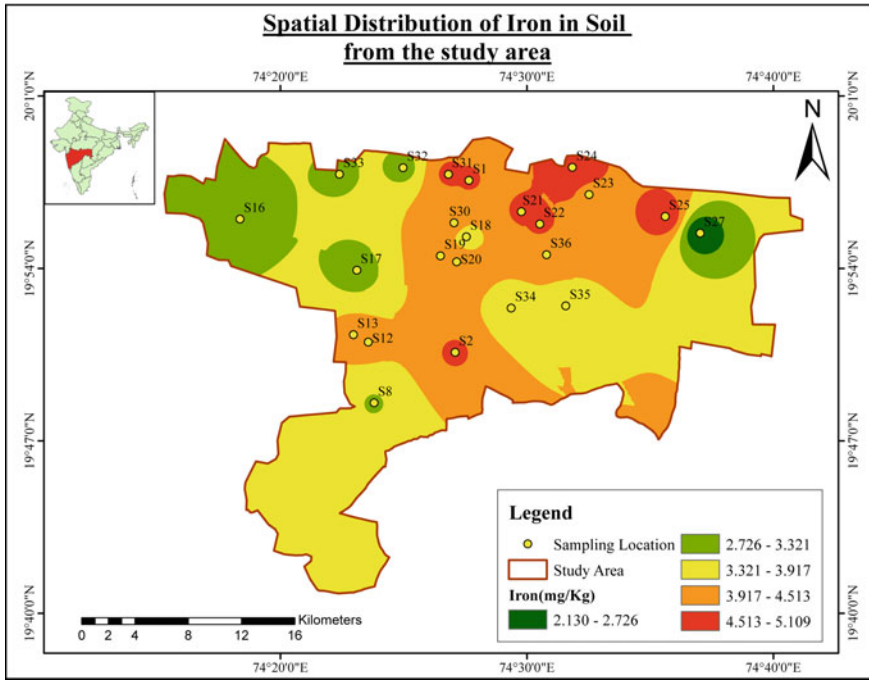 Spatial Distribution of Iron in Soil
from the study area
74°20'0"E 74°30'0"E 74°40'0"E
20°1'0"N 20°1'0"N
N
S33 S32 S31 S1 S24
S23
S16 S21 S22 S25 S27
S30 S18
S19 S20 S36
S17
19°54'0"N 19°54'0"N
S34 S35
S13
S12
S2
S8
19°47'0"N 19°47'0"N
Legend
Sampling Location
Study Area
Iron(mg/Kg)
2.130 - 2.726
2.726 - 3.321
3.321 - 3.917
3.917 - 4.513
4.513 - 5.109
Kilometers
0 2 4 8 12 16
19°40'0"N 19°40'0"N
74°20'0"E 74°30'0"E 74°40'0"E